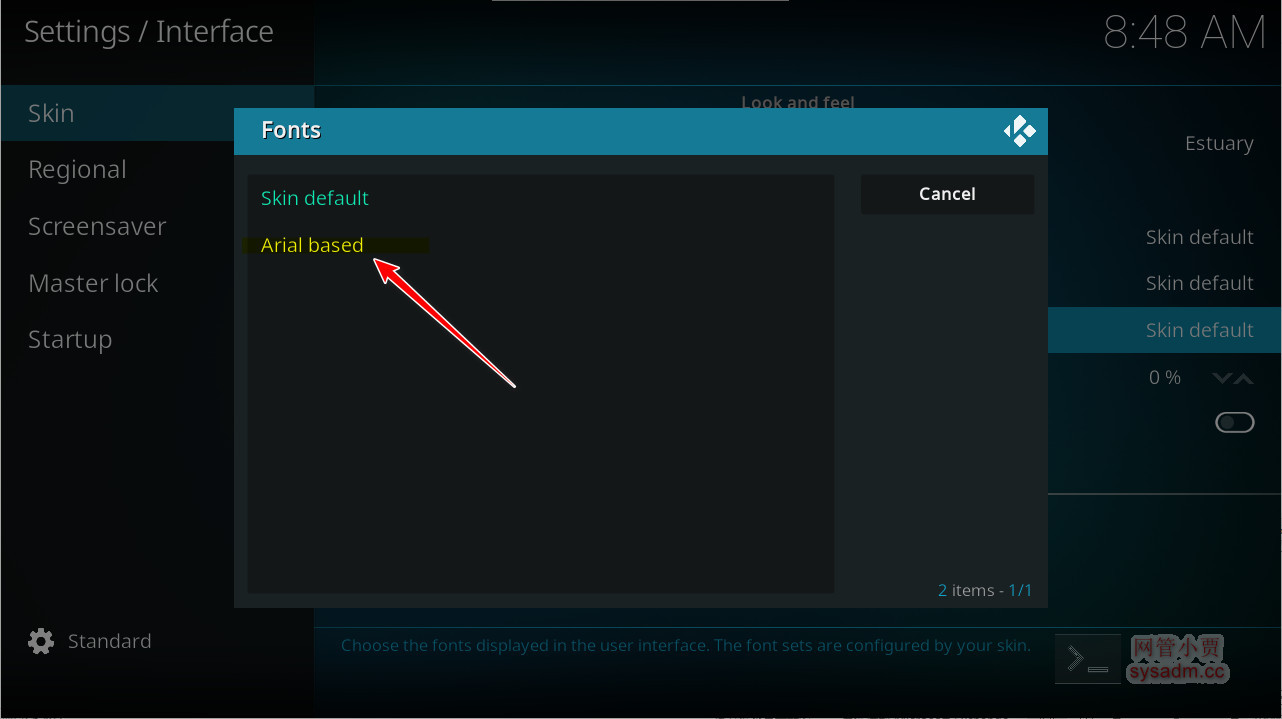 Settings / Interface
8:48 AM
Look and feel
Skin
Regional
Screensaver
Master lock
Startup
Standard
Fonts
Skin default
Arial based
Cancel
2 items - 1/1
Estuary
Skin default
Skin default
Skin default
0 %
Choose the fonts displayed in the user interface. The font sets are configured by your skin.
>_
网管小贾
sysadm.cc